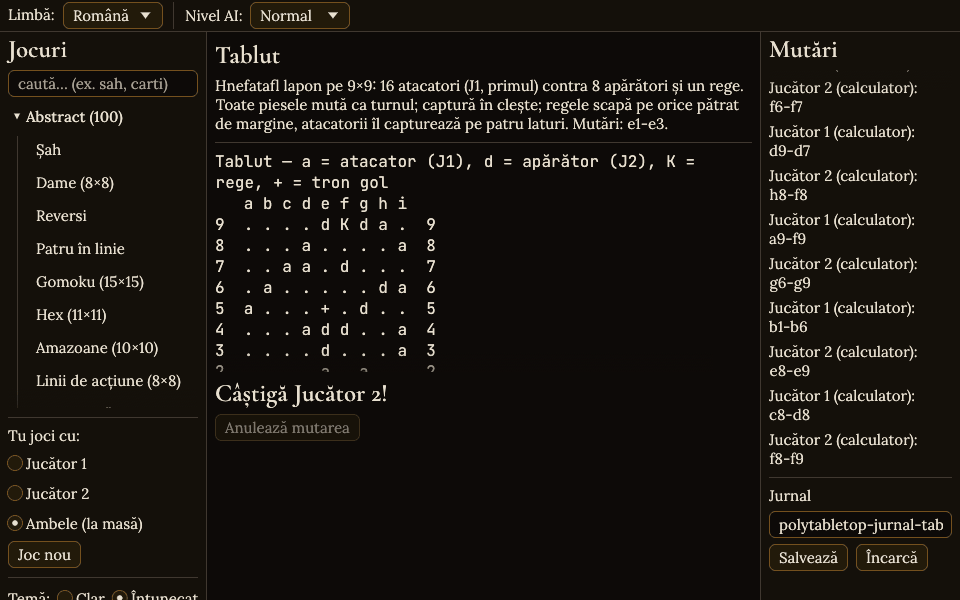 Limbă: Română ▼ Nivel AI: Normal ▼
Jocuri
caută... (ex. sah, carti)
▼ Abstract (100)
Șah
Dame (8×8)
Reversi
Patru în linie
Gomoku (15×15)
Hex (11×11)
Amazoane (10×10)
Linii de acțiune (8×8)
Tu joci cu:
Jucător 1
Jucător 2
Ambele (la masă)
Joc nou
Temă: Clar Întunecat
Tablut
Hnefatafl lapon pe 9×9: 16 atacatori (J1, primul) contra 8 apărători și un rege.
Toate piesele mută ca turnul; captură în clește; regele scapă pe orice pătrat
de margine, atacatorii îl capturează pe patru laturi. Mutări: e1-e3.
Tablut — a = atacator (J1), d = apărător (J2), K =
rege, + = tron gol
a b c d e f g h i
9 . . . . d K d a . 9
8 . . . a . . . . a 8
7 . . a a . d . . . 7
6 . a . . . . . d a 6
5 a . . . + . d . . 5
4 . . . a d d . . a 4
3 . . . . d . . . a 3
Câștigă Jucător 2!
Anulează mutarea
Mutări
Jucător 2 (calculator):
f6-f7
Jucător 1 (calculator):
d9-d7
Jucător 2 (calculator):
h8-f8
Jucător 1 (calculator):
a9-f9
Jucător 2 (calculator):
g6-g9
Jucător 1 (calculator):
b1-b6
Jucător 2 (calculator):
e8-e9
Jucător 1 (calculator):
c8-d8
Jucător 2 (calculator):
f8-f9
Jurnal
polytabletop-jurnal-tab
Salvează Încarcă